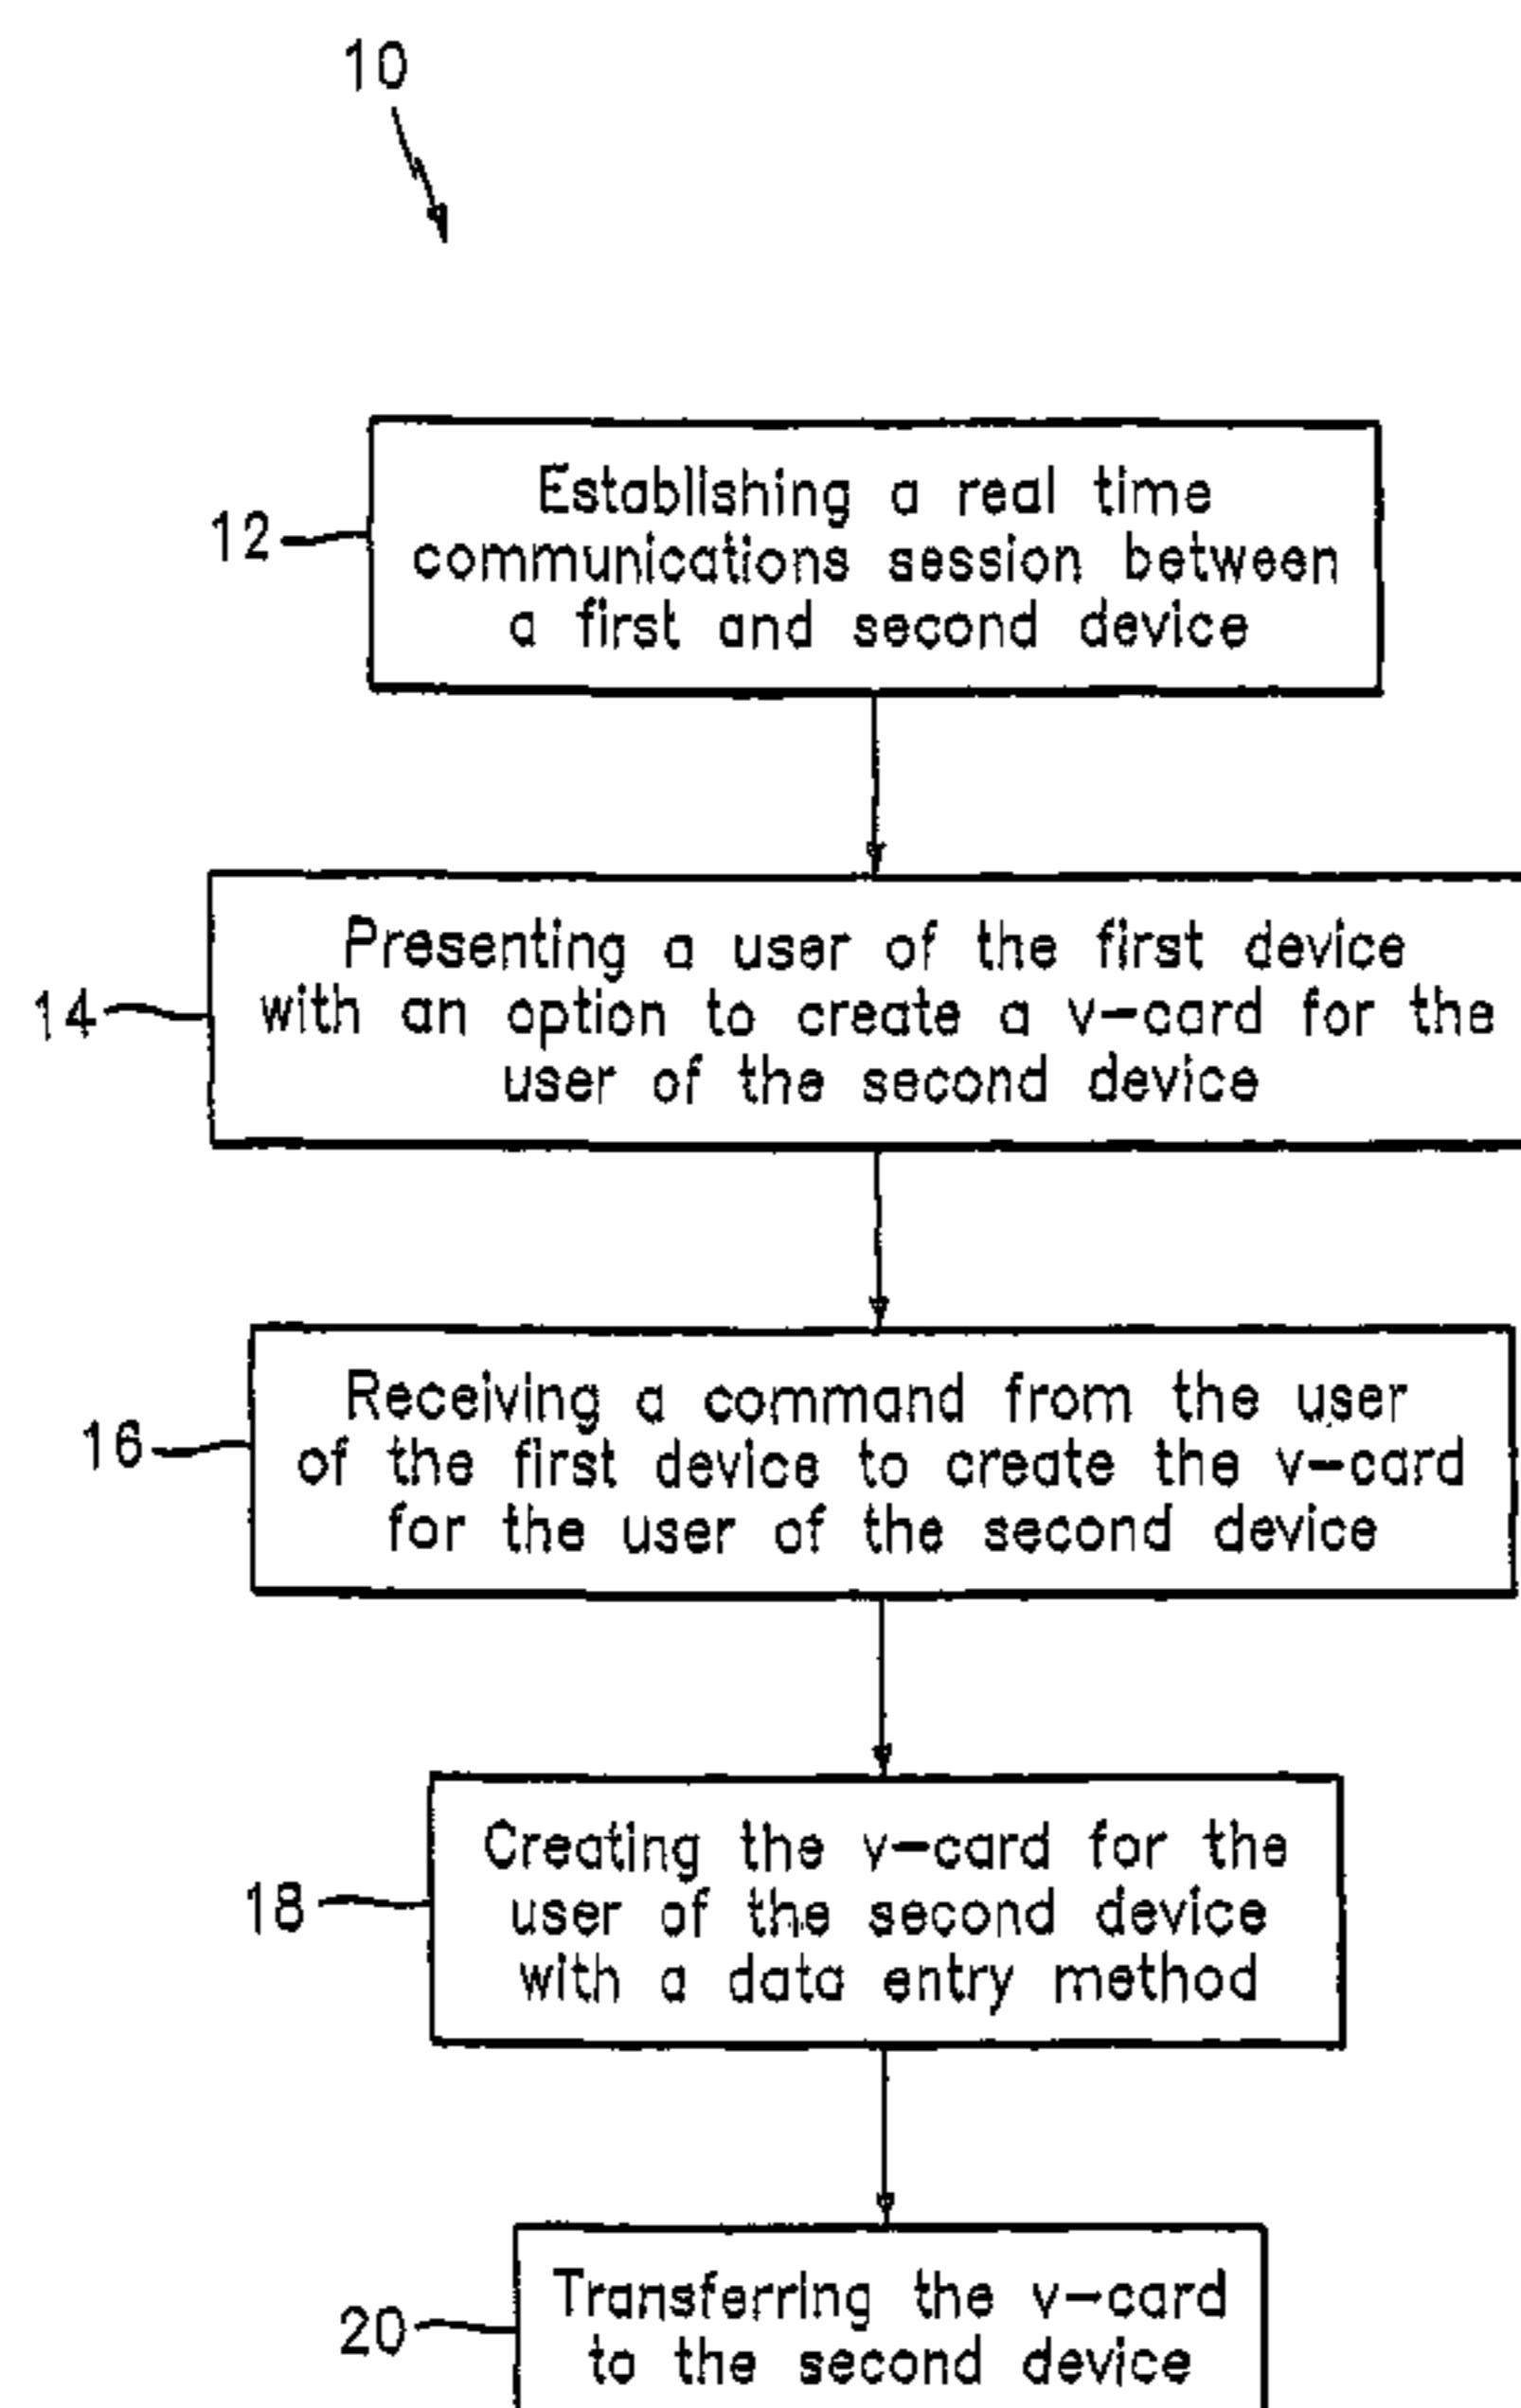 10
12
Establishing a real time
communications session between
a first and second device
14
Presenting a user of the first device
with an option to create a v-card for the
user of the second device
16
Receiving a command from the user
of the first device to create the v-card
for the user of the second device
18
Creating the v-card for the
user of the second device
with a data entry method
20
Transferring the v-card
to the second device